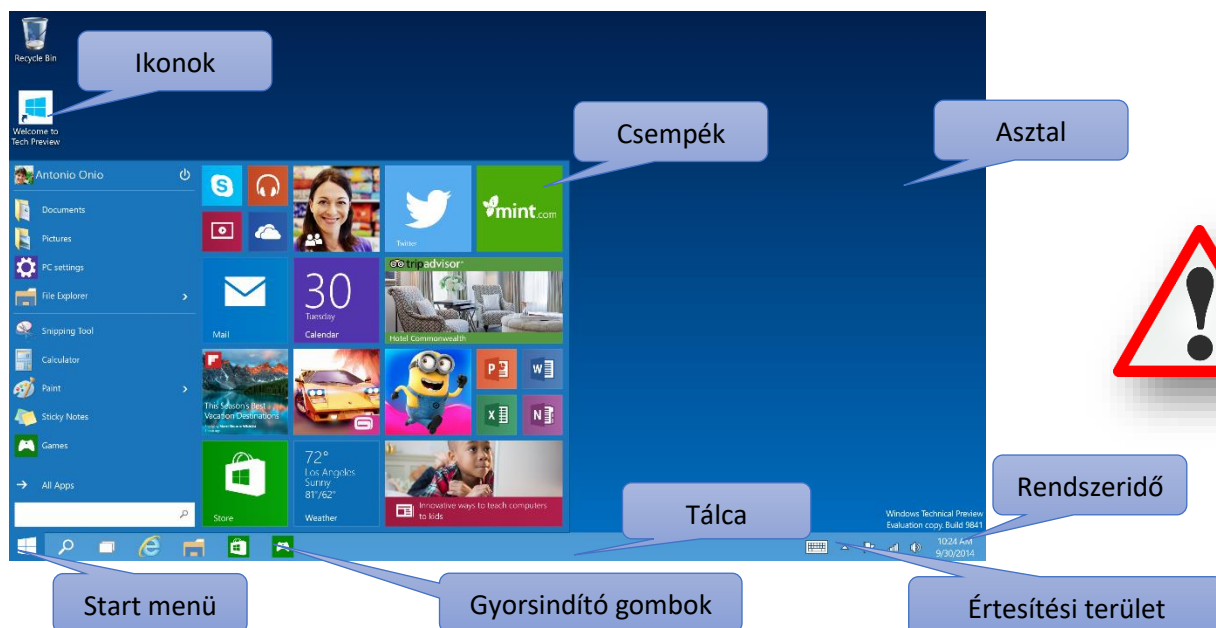 Recycle Bin
Ikonok
Welcome to
Tech Preview
Csempék
Asztal
Antonio Onio
Documents
Pictures
PC settings
File Explorer
Snipping Tool
Calculator
Paint
Sticky Notes
Games
All Apps
Twitter
mint.com
Mail
30
Tuesday
Calendar
tripadvisor
Hotel Commonwealth
This Season's Best
Vacation Destinations
P
W
X
N
Store
72°
Los Angeles
Sunny
81°/62°
Weather
Innovative ways to teach computers
to kids
Tálca
Rendszeridő
Windows Technical Preview
Evaluation copy. Build 9841
10:24 AM
9/30/2014
Start menü
Gyorsindító gombok
Értesítési terület